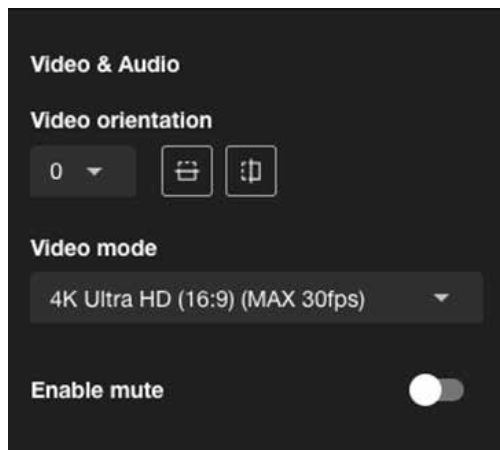 Video & Audio
Video orientation
0
Video mode
4K Ultra HD (16:9) (MAX 30fps)
Enable mute